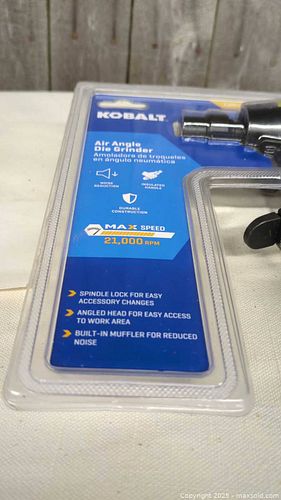 KOBALT
Air Angle
Die Grinder
Amoladora de troqueles
en ángulo neumática
NOISE
REDUCTION
INSULATED
HANDLE
DURABLE
CONSTRUCTION
MAX SPEED
21,000 RPM
SPINDLE LOCK FOR EASY
ACCESSORY CHANGES
ANGLED HEAD FOR EASY ACCESS
TO WORK AREA
BUILT-IN MUFFLER FOR REDUCED
NOISE
Copyright 2025 - maxsold.com